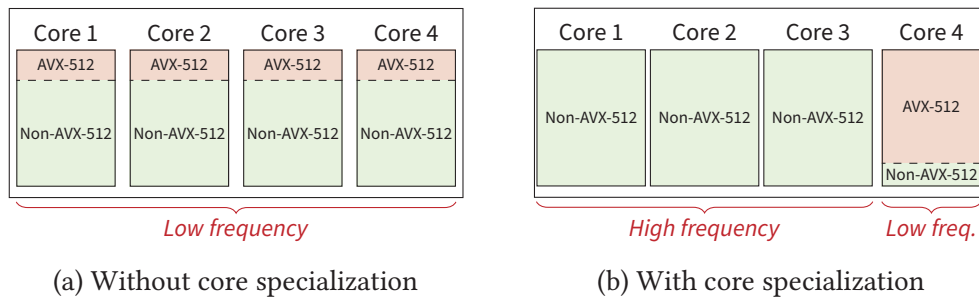 Core 1 Core 2 Core 3 Core 4
AVX-512 AVX-512 AVX-512 AVX-512
Non-AVX-512 Non-AVX-512 Non-AVX-512 Non-AVX-512
Low frequency
(a) Without core specialization
Core 1 Core 2 Core 3 Core 4
AVX-512
Non-AVX-512 Non-AVX-512 Non-AVX-512
Non-AVX-512
High frequency Low freq.
(b) With core specialization